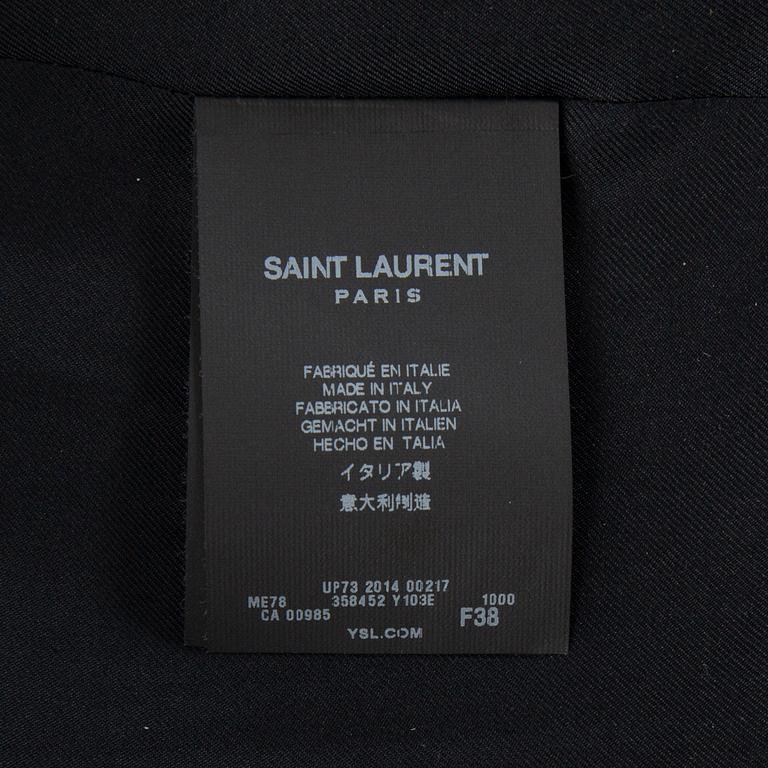 SAINT LAURENT
PARIS
FABRIQUÉ EN ITALIE
MADE IN ITALY
FABBRICATO IN ITALIA
GEMACHT IN ITALIEN
HECHO EN TALIA
イタリア製
意大利制造
UP73 2014 00217
ME78 358452 Y103E 1000
CA 00985 F38
YSL.COM